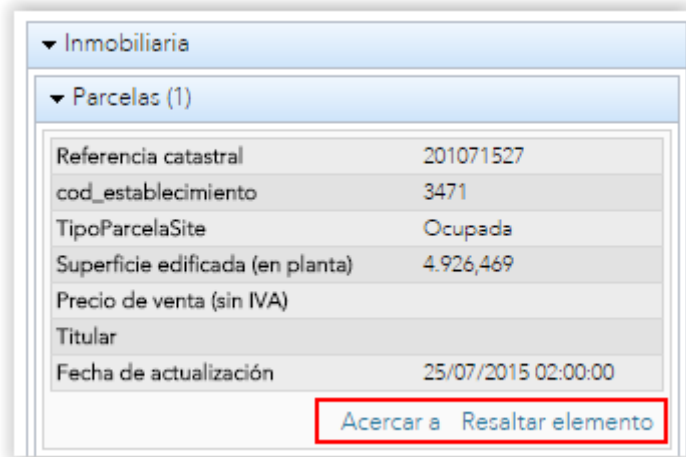 Inmobiliaria
Parcelas (1)
Referencia catastral 201071527
cod_establecimiento 3471
TipoParcelaSite Ocupada
Superficie edificada (en planta) 4.926,469
Precio de venta (sin IVA)
Titular
Fecha de actualización 25/07/2015 02:00:00
Acercar a Resaltar elemento